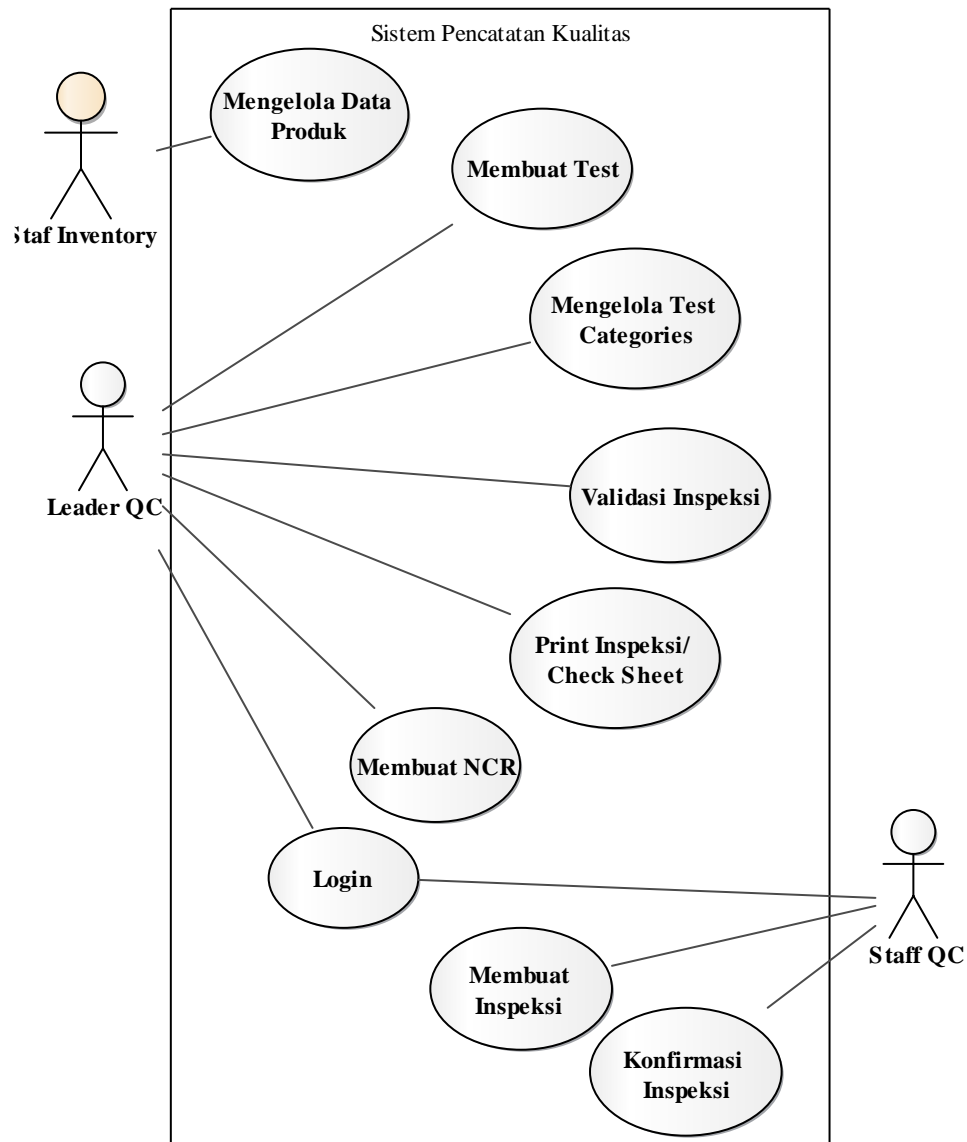 Sistem Pencatatan Kualitas
Mengelola Data
Produk
Membuat Test
Staf Inventory
Mengelola Test
Categories
Leader QC
Validasi Inspeksi
Print Inspeksi/
Check Sheet
Membuat NCR
Login
Staff QC
Membuat
Inspeksi
Konfirmasi
Inspeksi